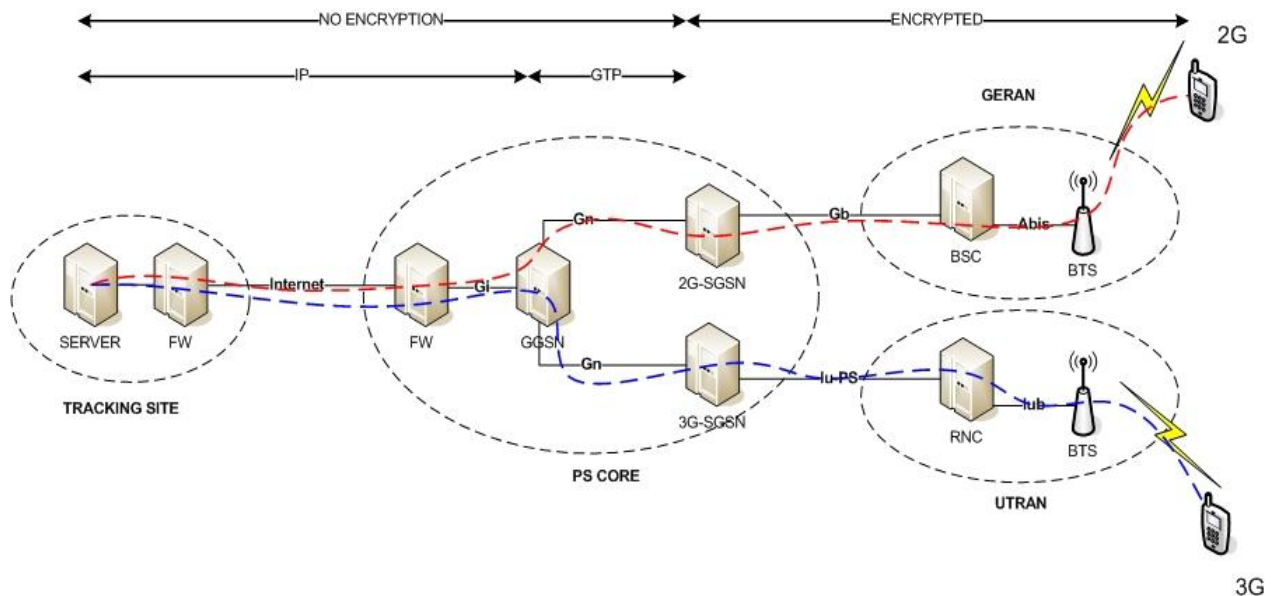 NO ENCRYPTION
ENCRYPTED
2G
IP
GTP
GERAN
Gn
Gb
Abis
BSC
BTS
2G-SGSN
Internet
Gi
SERVER
FW
FW
GGSN
Gn
Iu-PS
Iub
TRACKING SITE
3G-SGSN
RNC
BTS
PS CORE
UTRAN
3G